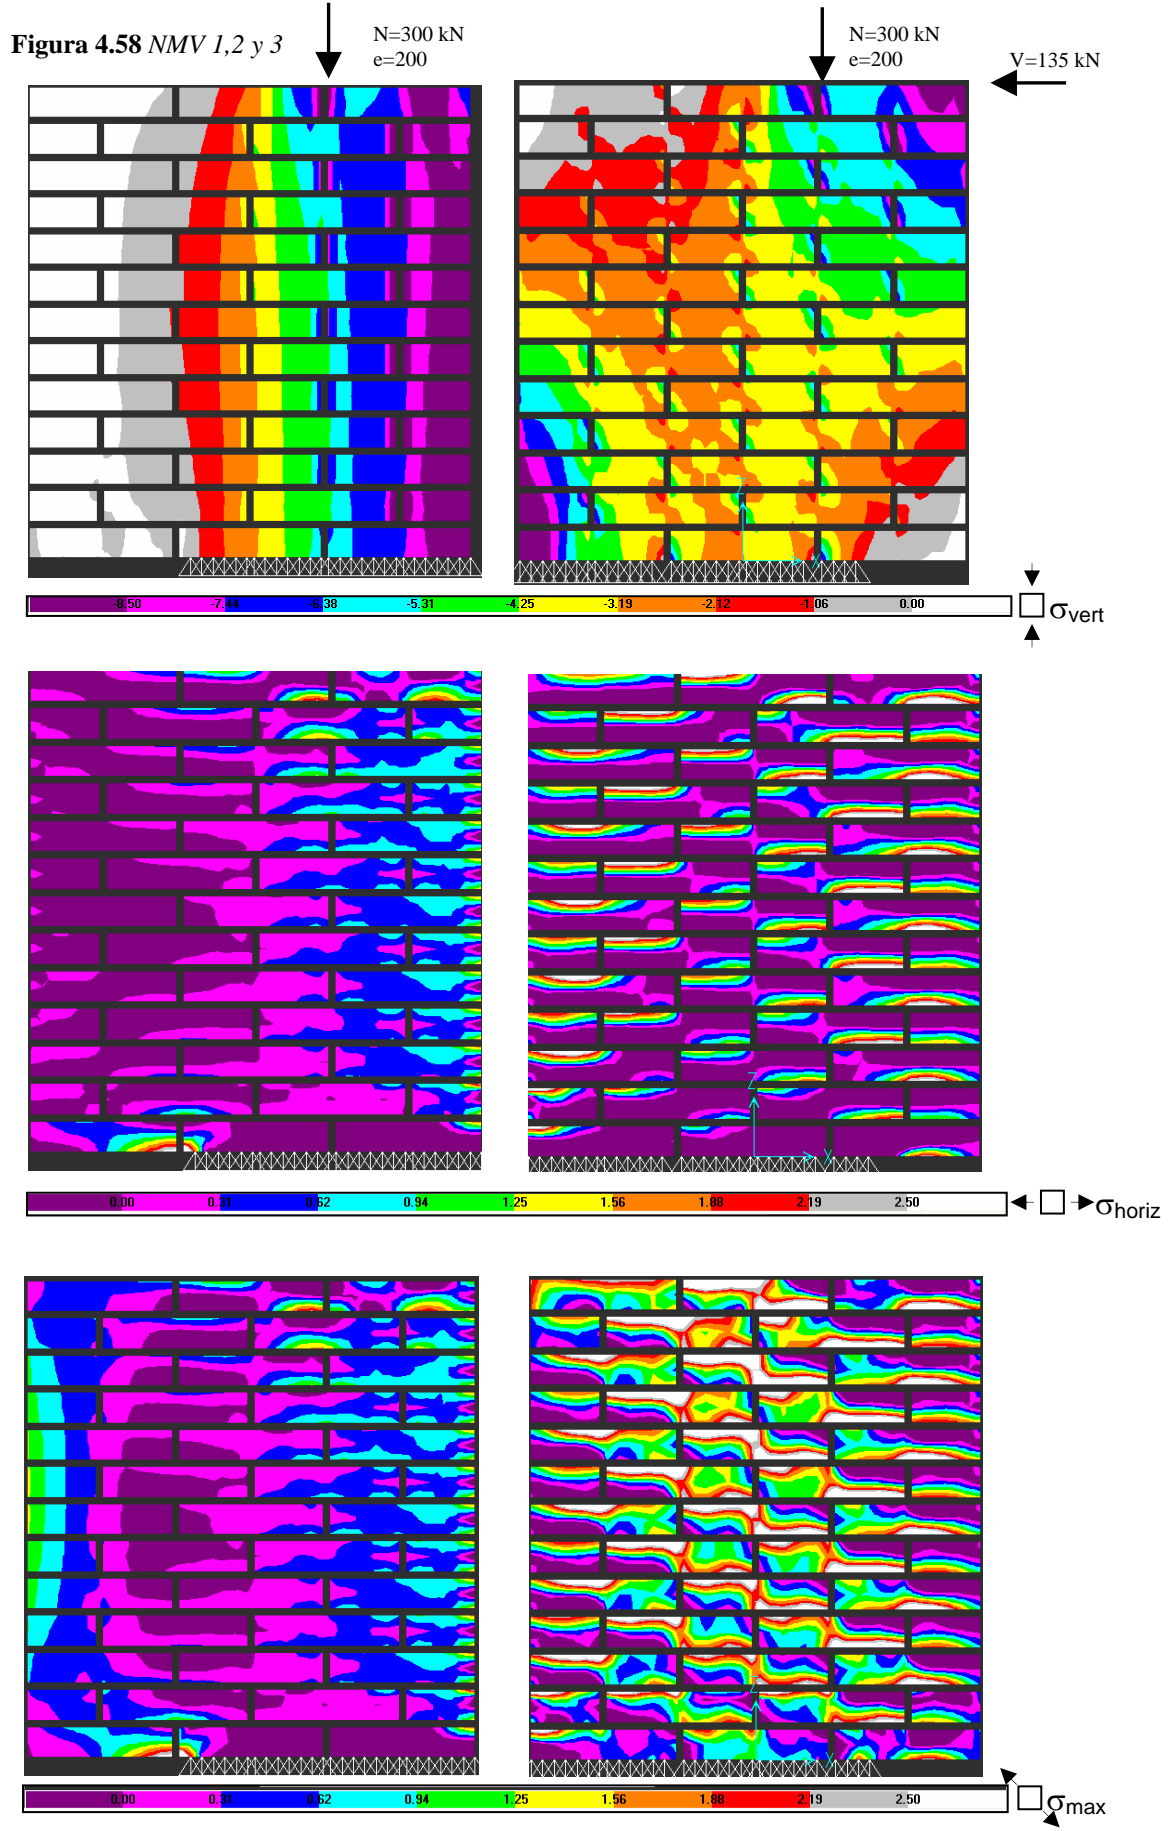 Figura 4.58 NMV 1,2 y 3
N=300 kN
e=200
N=300 kN
e=200
V=135 kN
Z
X
-8.50 -7.44 -6.38 -5.31 -4.25 -3.19 -2.12 -1.06 0.00
σvert
Z
X
0.00 0.31 0.62 0.94 1.25 1.56 1.88 2.19 2.50
σhoriz
Z
X
0.00 0.31 0.62 0.94 1.25 1.56 1.88 2.19 2.50
σmax